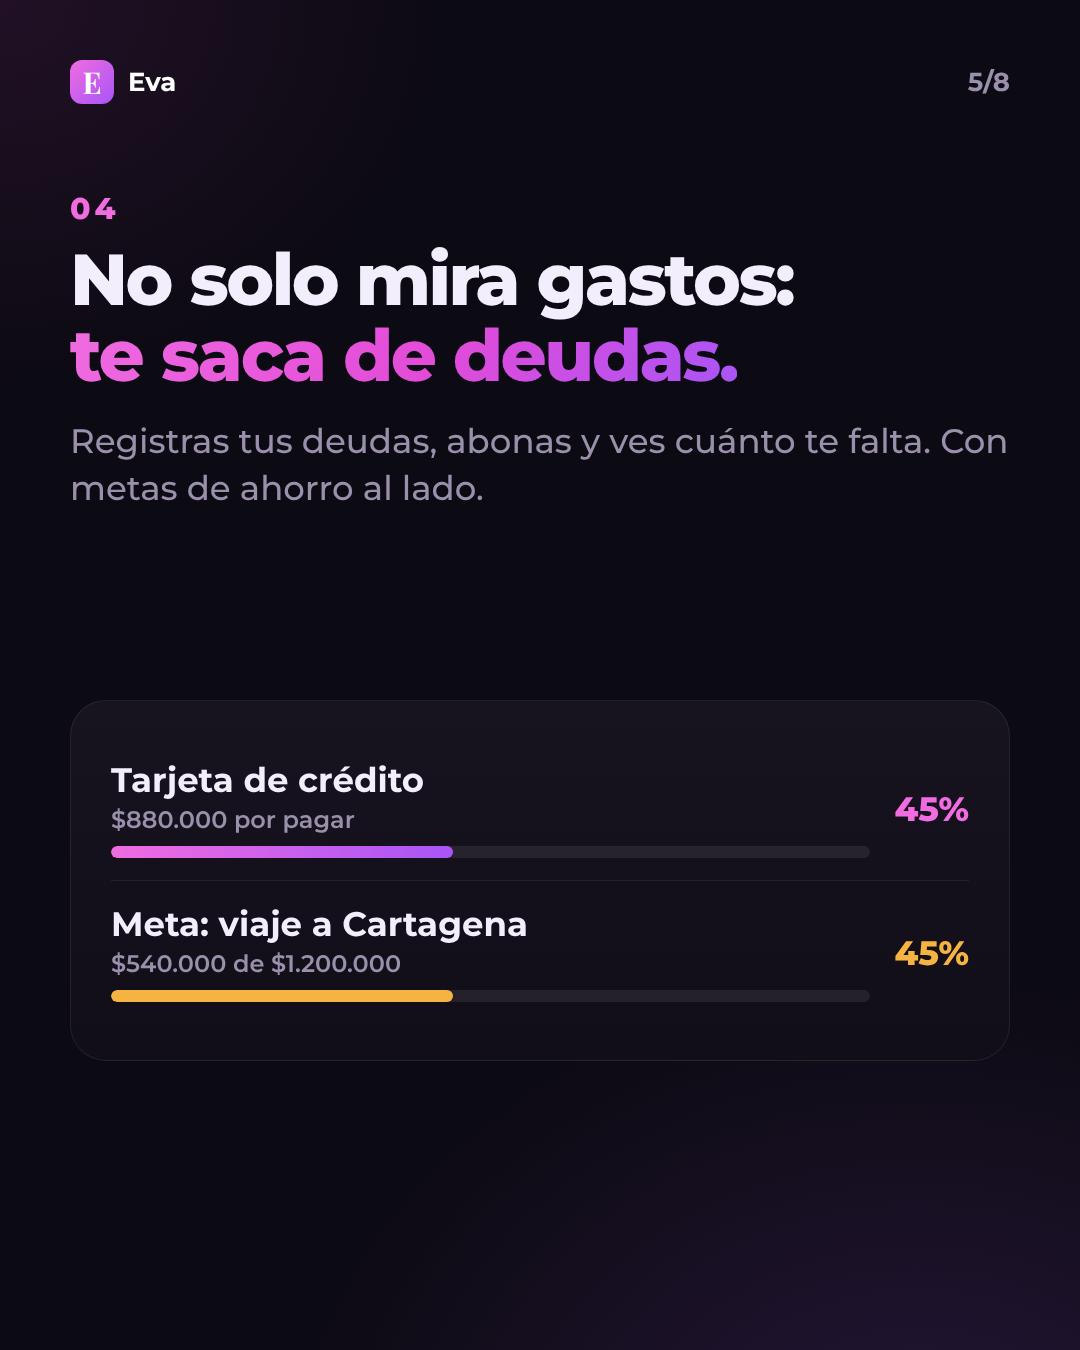 E Eva
5/8
04
No solo mira gastos:
te saca de deudas.
Registras tus deudas, abonas y ves cuánto te falta. Con
metas de ahorro al lado.
Tarjeta de crédito
$880.000 por pagar
45%
Meta: viaje a Cartagena
$540.000 de $1.200.000
45%